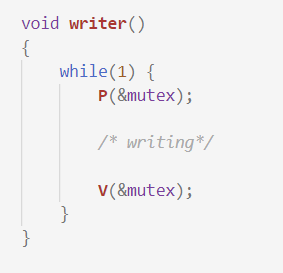 void writer()
{
    while(1) {
        P(&mutex);

        /* writing*/

        V(&mutex);
    }
}